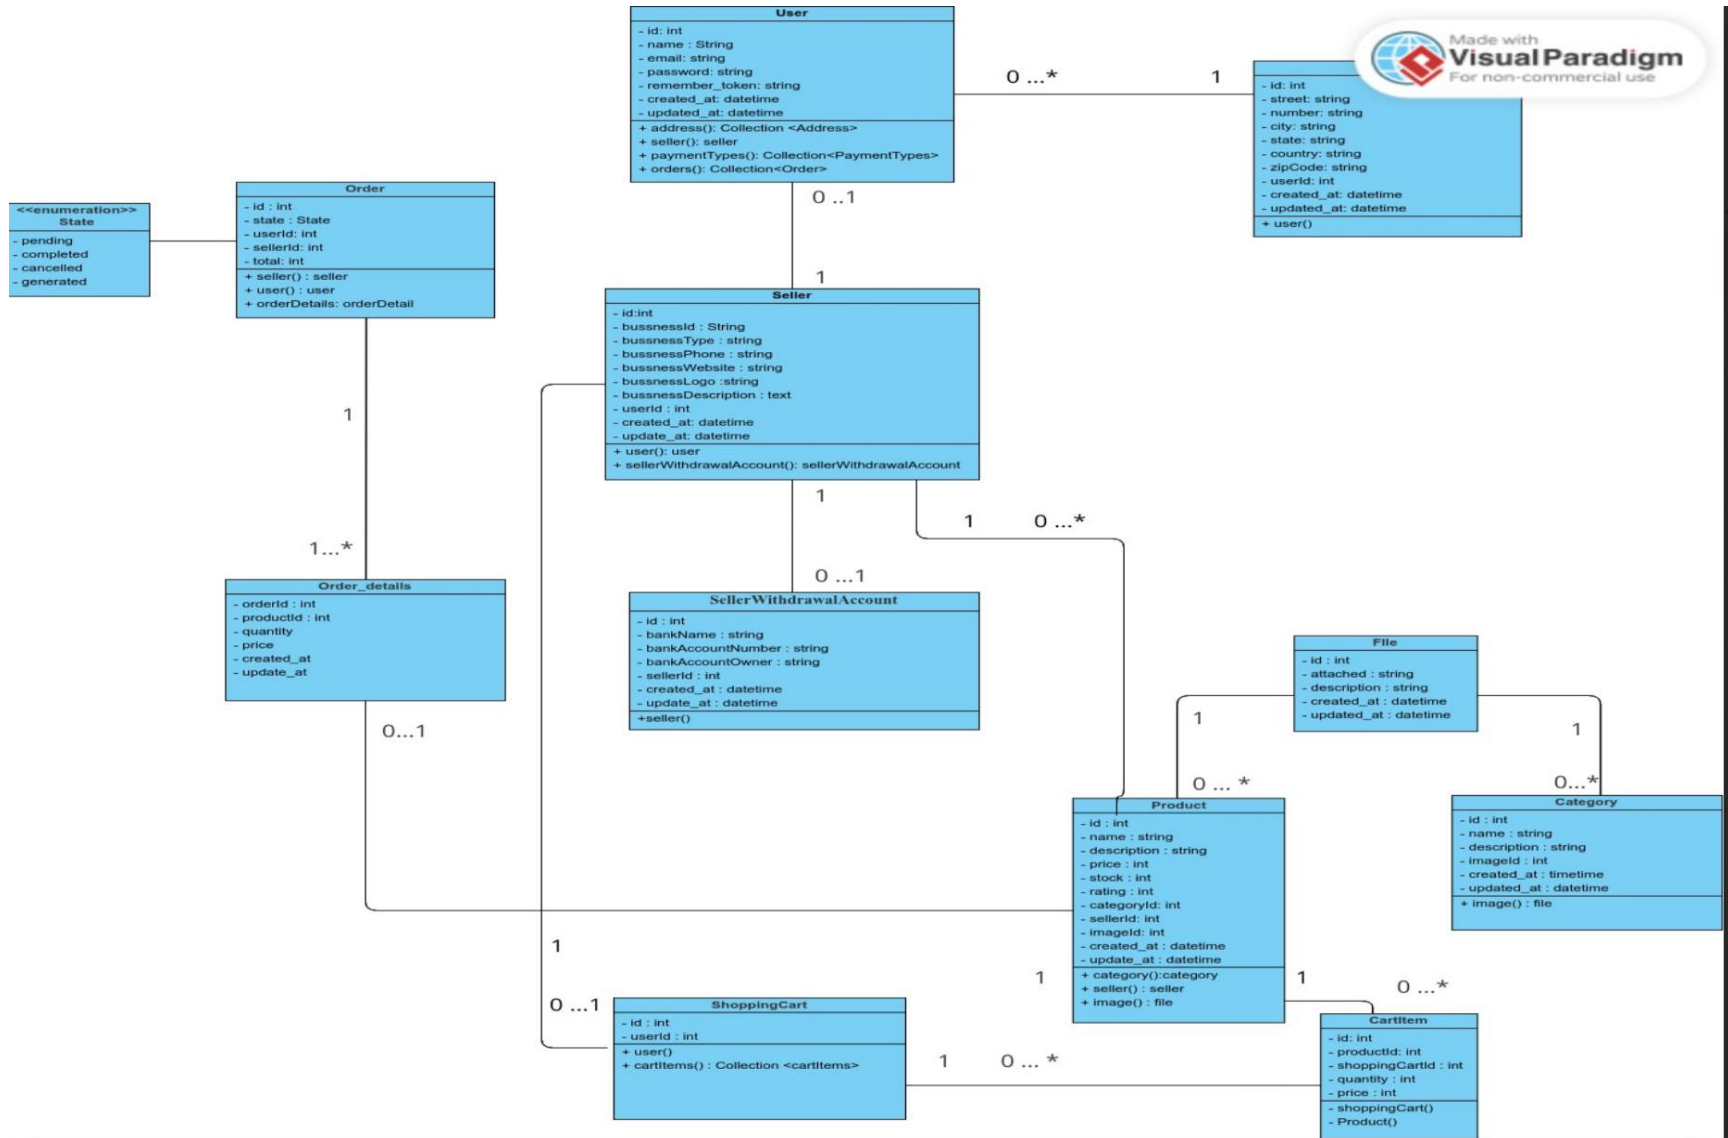 User
- id: int
- name : String
- email: string
- password: string
- remember_token: string
- created_at: datetime
- updated_at: datetime
+ address(): Collection <Address>
+ seller(): seller
+ paymentTypes(): Collection<PaymentTypes>
+ orders(): Collection<Order>
0 ...*
1
Made with
Visual Paradigm
For non-commercial use
- id: int
- street: string
- number: string
- city: string
- state: string
- country: string
- zipCode: string
- userId: int
- created_at: datetime
- updated_at: datetime
+ user()
<<enumeration>>
State
- pending
- completed
- cancelled
- generated
Order
- id : int
- state : State
- userId: int
- sellerId: int
- total: int
+ seller() : seller
+ user() : user
+ orderDetails: orderDetail
0 ..1
1
Seller
- id:int
- bussnessId : String
- bussnessType : string
- bussnessPhone : string
- bussnessWebsite : string
- bussnessLogo :string
- bussnessDescription : text
- userId : int
- created_at: datetime
- update_at: datetime
+ user(): user
+ sellerWithdrawalAccount(): sellerWithdrawalAccount
1
1...*
1
0 ...1
1
0 ...*
Order_details
- orderId : int
- productId : int
- quantity
- price
- created_at
- update_at
0...1
SellerWithdrawalAccount
- id : int
- bankName : string
- bankAccountNumber : string
- bankAccountOwner : string
- sellerId : int
- created_at : datetime
- update_at : datetime
+seller()
File
- id : int
- attached : string
- description : string
- created_at : datetime
- updated_at : datetime
1
1
0 ... *
0...*
Product
- id : int
- name : string
- description : string
- price : int
- stock : int
- rating : int
- categoryId: int
- sellerId: int
- imageId: int
- created_at : datetime
- update_at : datetime
+ category():category
+ seller() : seller
+ image() : file
Category
- id : int
- name : string
- description : string
- imageId : int
- created_at : timetime
- updated_at : datetime
+ image() : file
1
0 ...1
1
1
0 ...*
ShoppingCart
- id : int
- userId : int
+ user()
+ cartItems() : Collection <cartItems>
1
0 ... *
CartItem
- id: int
- productId: int
- shoppingCartId : int
- quantity : int
- price : int
- shoppingCart()
- Product()